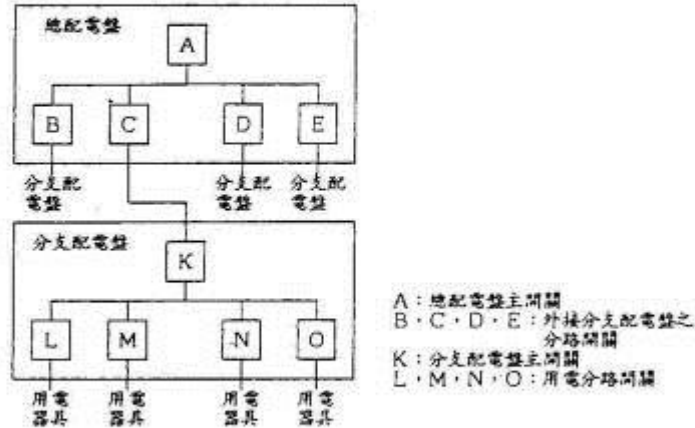 總配電盤
A
B C D E
分支配電盤 分支配電盤 分支配電盤
分支配電盤
K
L M N O
用電器具 用電器具 用電器具 用電器具
A：總配電盤主開關
B、C、D、E：外接分支配電盤之
分路開關
K：分支配電盤主開關
L、M、N、O：用電分路開關